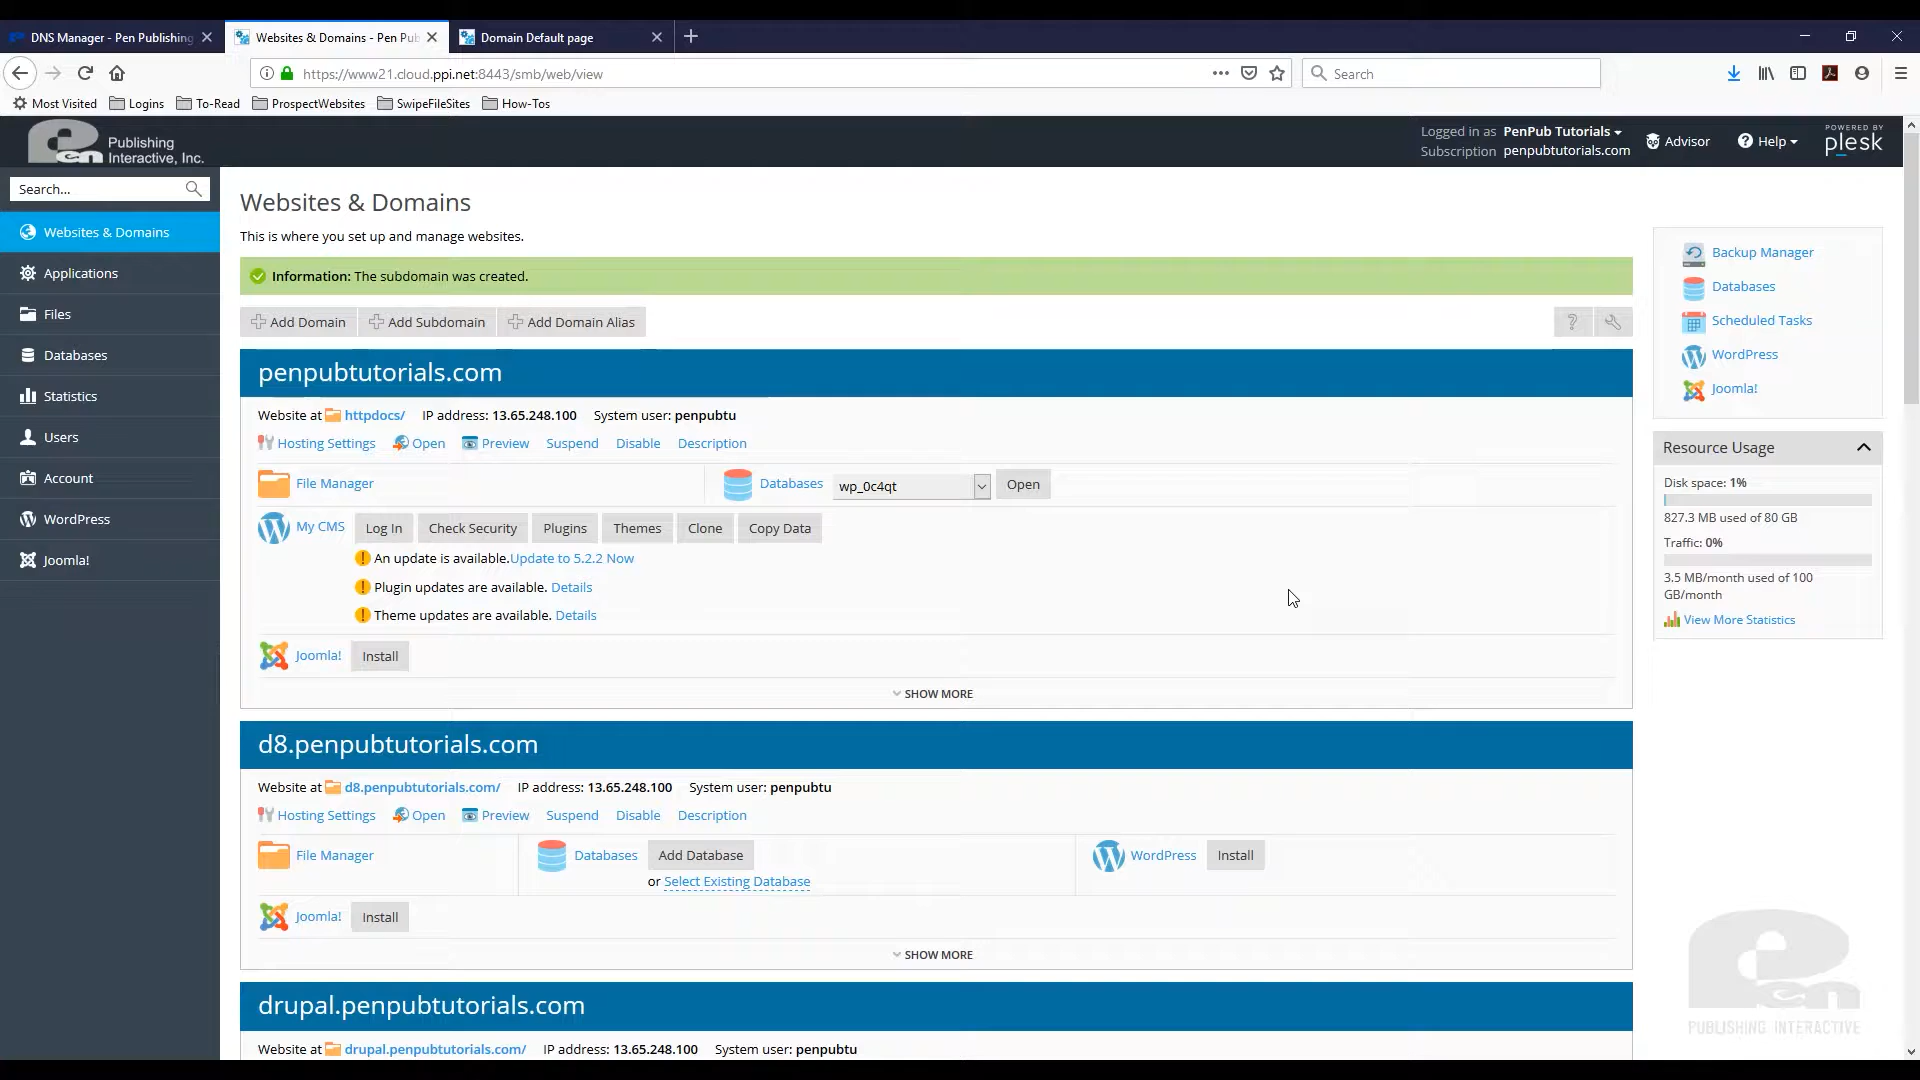 DNS Manager - Pen Publishing
Websites & Domains - Pen Pub
Domain Default page
https://www21.cloud.ppi.net:8443/smb/web/view
Search
Most Visited Logins To-Read ProspectWebsites SwipeFileSites How-Tos
Publishing
Interactive, Inc.
Logged in as PenPub Tutorials
Subscription penpubtutorials.com
Advisor
Help
POWERED BY
plesk
Search...
Websites & Domains
Applications
Files
Databases
Statistics
Users
Account
WordPress
Joomla!
Websites & Domains
This is where you set up and manage websites.
Information: The subdomain was created.
Add Domain Add Subdomain Add Domain Alias
?
penpubtutorials.com
Website at httpdocs/ IP address: 13.65.248.100 System user: penpubtu
Hosting Settings Open Preview Suspend Disable Description
File Manager Databases wp_0c4qt Open
My CMS Log In Check Security Plugins Themes Clone Copy Data
An update is available.Update to 5.2.2 Now
Plugin updates are available. Details
Theme updates are available. Details
Joomla! Install
SHOW MORE
d8.penpubtutorials.com
Website at d8.penpubtutorials.com/ IP address: 13.65.248.100 System user: penpubtu
Hosting Settings Open Preview Suspend Disable Description
File Manager Databases Add Database WordPress Install
or Select Existing Database
Joomla! Install
SHOW MORE
drupal.penpubtutorials.com
Website at drupal.penpubtutorials.com/ IP address: 13.65.248.100 System user: penpubtu
Backup Manager
Databases
Scheduled Tasks
WordPress
Joomla!
Resource Usage
Disk space: 1%
827.3 MB used of 80 GB
Traffic: 0%
3.5 MB/month used of 100
GB/month
View More Statistics
Pen
PUBLISHING INTERACTIVE